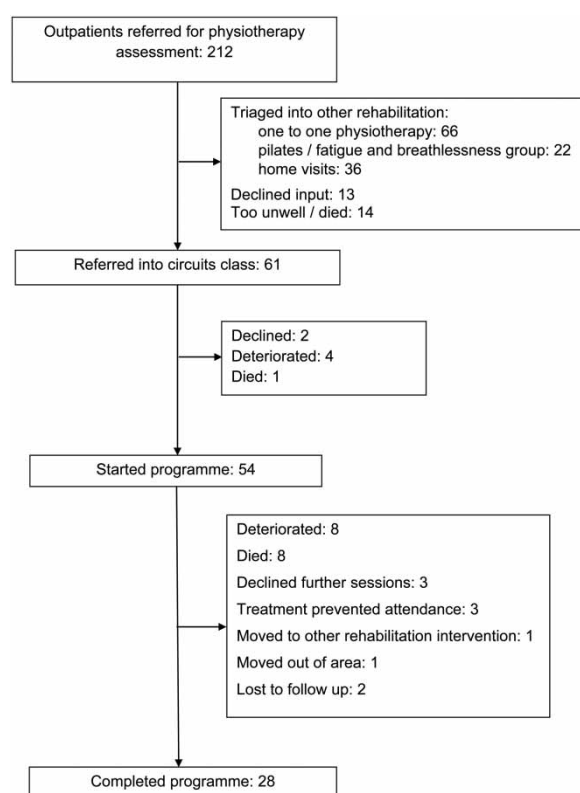 Outpatients referred for physiotherapy
assessment: 212
Triaged into other rehabilitation:
one to one physiotherapy: 66
pilates / fatigue and breathlessness group: 22
home visits: 36
Declined input: 13
Too unwell / died: 14
Referred into circuits class: 61
Declined: 2
Deteriorated: 4
Died: 1
Started programme: 54
Deteriorated: 8
Died: 8
Declined further sessions: 3
Treatment prevented attendance: 3
Moved to other rehabilitation intervention: 1
Moved out of area: 1
Lost to follow up: 2
Completed programme: 28